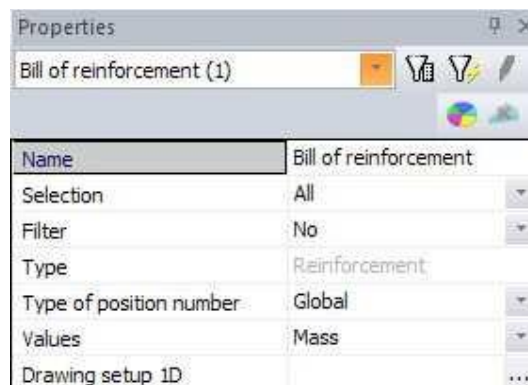 Properties
Bill of reinforcement (1)
Name Bill of reinforcement
Selection All
Filter No
Type Reinforcement
Type of position number Global
Values Mass
Drawing setup 1D ...